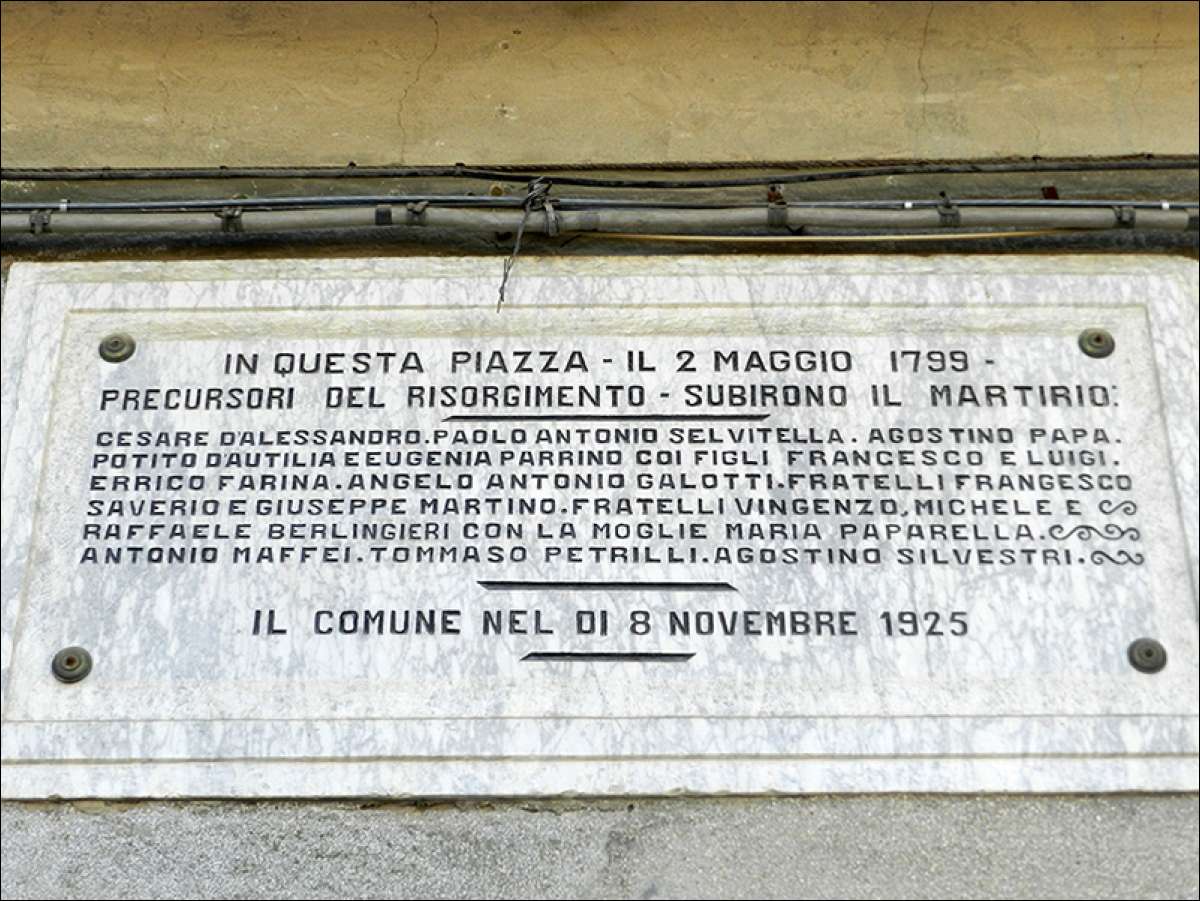 IN QUESTA PIAZZA - IL 2 MAGGIO 1799 -
PRECURSORI DEL RISORGIMENTO - SUBIRONO IL MARTIRIO:
CESARE D'ALESSANDRO. PAOLO ANTONIO SELVITELLA. AGOSTINO PAPA.
POTITO D'AUTILIA E EUGENIA PARRINO COI FIGLI FRANCESCO E LUIGI.
ERRICO FARINA. ANGELO ANTONIO GALOTTI. FRATELLI FRANGESCO
SAVERIO E GIUSEPPE MARTINO. FRATELLI VINGENZO, MICHELE E
RAFFAELE BERLINGIERI CON LA MOGLIE MARIA PAPARELLA.
ANTONIO MAFFEI. TOMMASO PETRILLI. AGOSTINO SILVESTRI.
IL COMUNE NEL DI 8 NOVEMBRE 1925